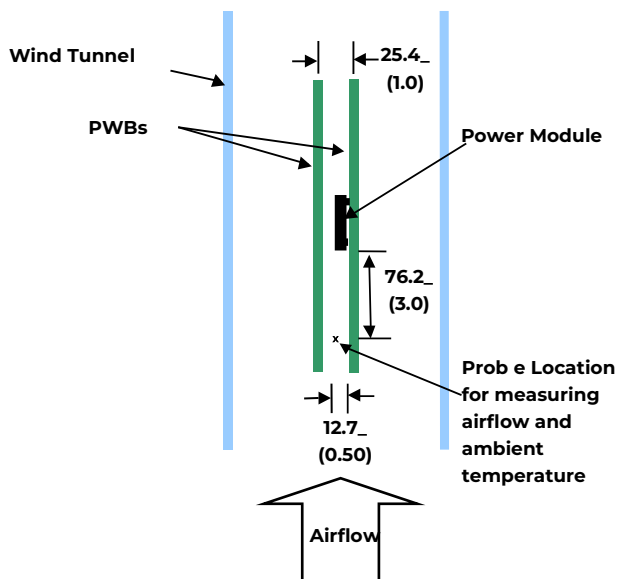 Wind Tunnel
25.4_
(1.0)
PWBs
Power Module
76.2_
(3.0)
x
Prob e Location
for measuring
airflow and
ambient
temperature
12.7_
(0.50)
Airflow